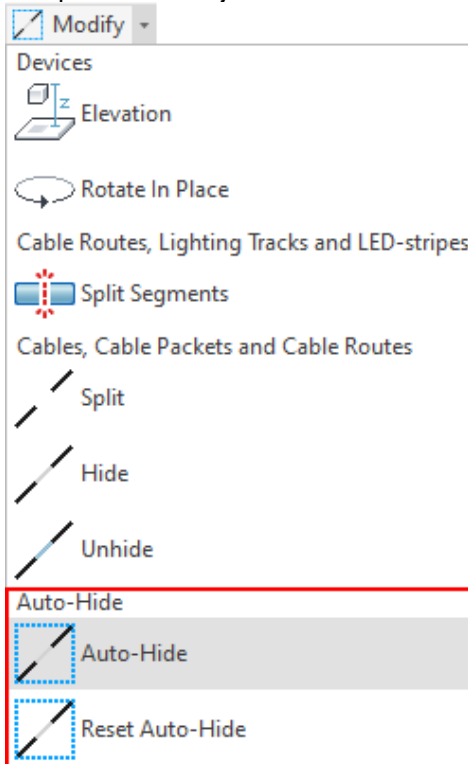 Modify
Devices
z
Elevation
Rotate In Place
Cable Routes, Lighting Tracks and LED-stripes
Split Segments
Cables, Cable Packets and Cable Routes
Split
Hide
Unhide
Auto-Hide
Auto-Hide
Reset Auto-Hide